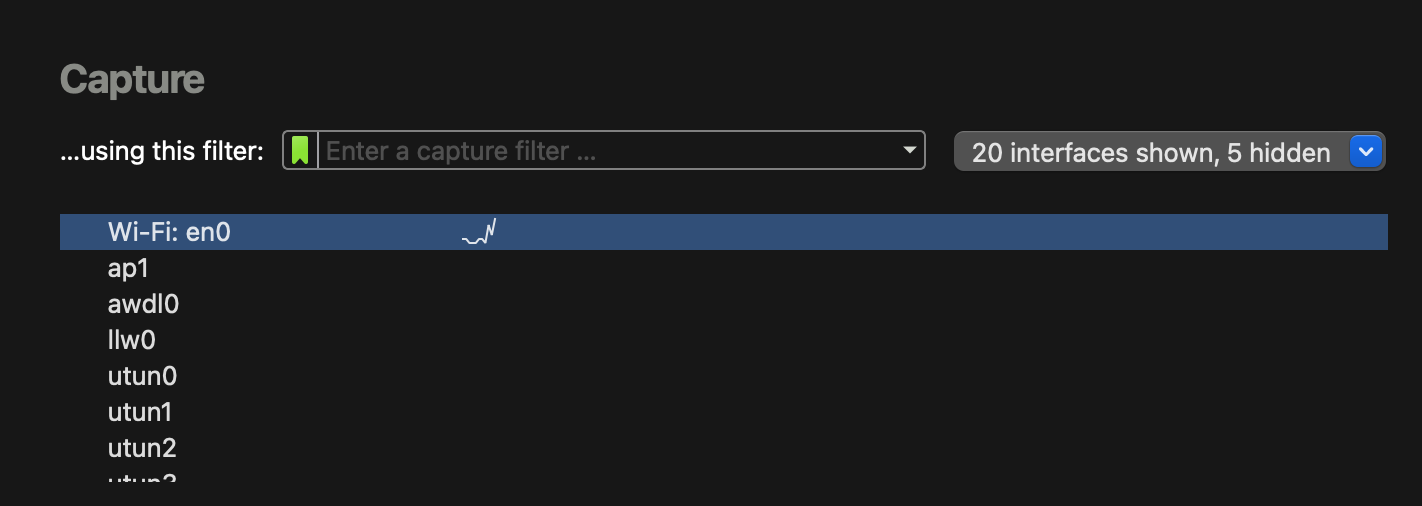 Capture
...using this filter: Enter a capture filter ... 20 interfaces shown, 5 hidden
Wi-Fi: en0
ap1
awdl0
llw0
utun0
utun1
utun2